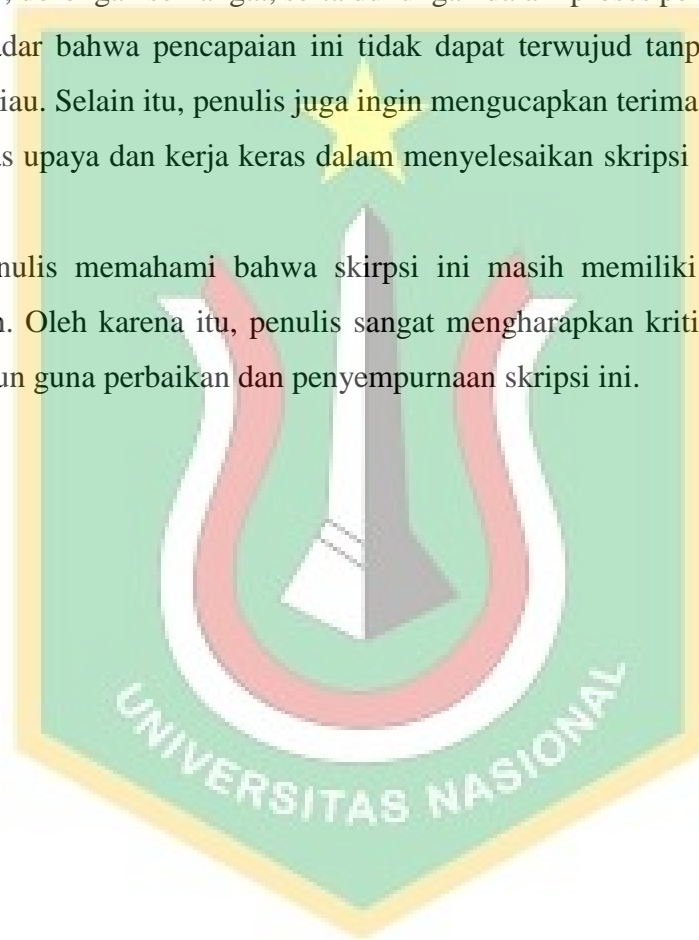 dar bahwa pencapaian ini tidak dapat terwujud tanp
iau. Selain itu, penulis juga ingin mengucapkan terima
s upaya dan kerja keras dalam menyelesaikan skripsi
nulis memahami bahwa skirpsi ini masih memiliki
. Oleh karena itu, penulis sangat mengharapkan kriti
un guna perbaikan dan penyempurnaan skripsi ini.
UNIVERSITAS NASIONAL